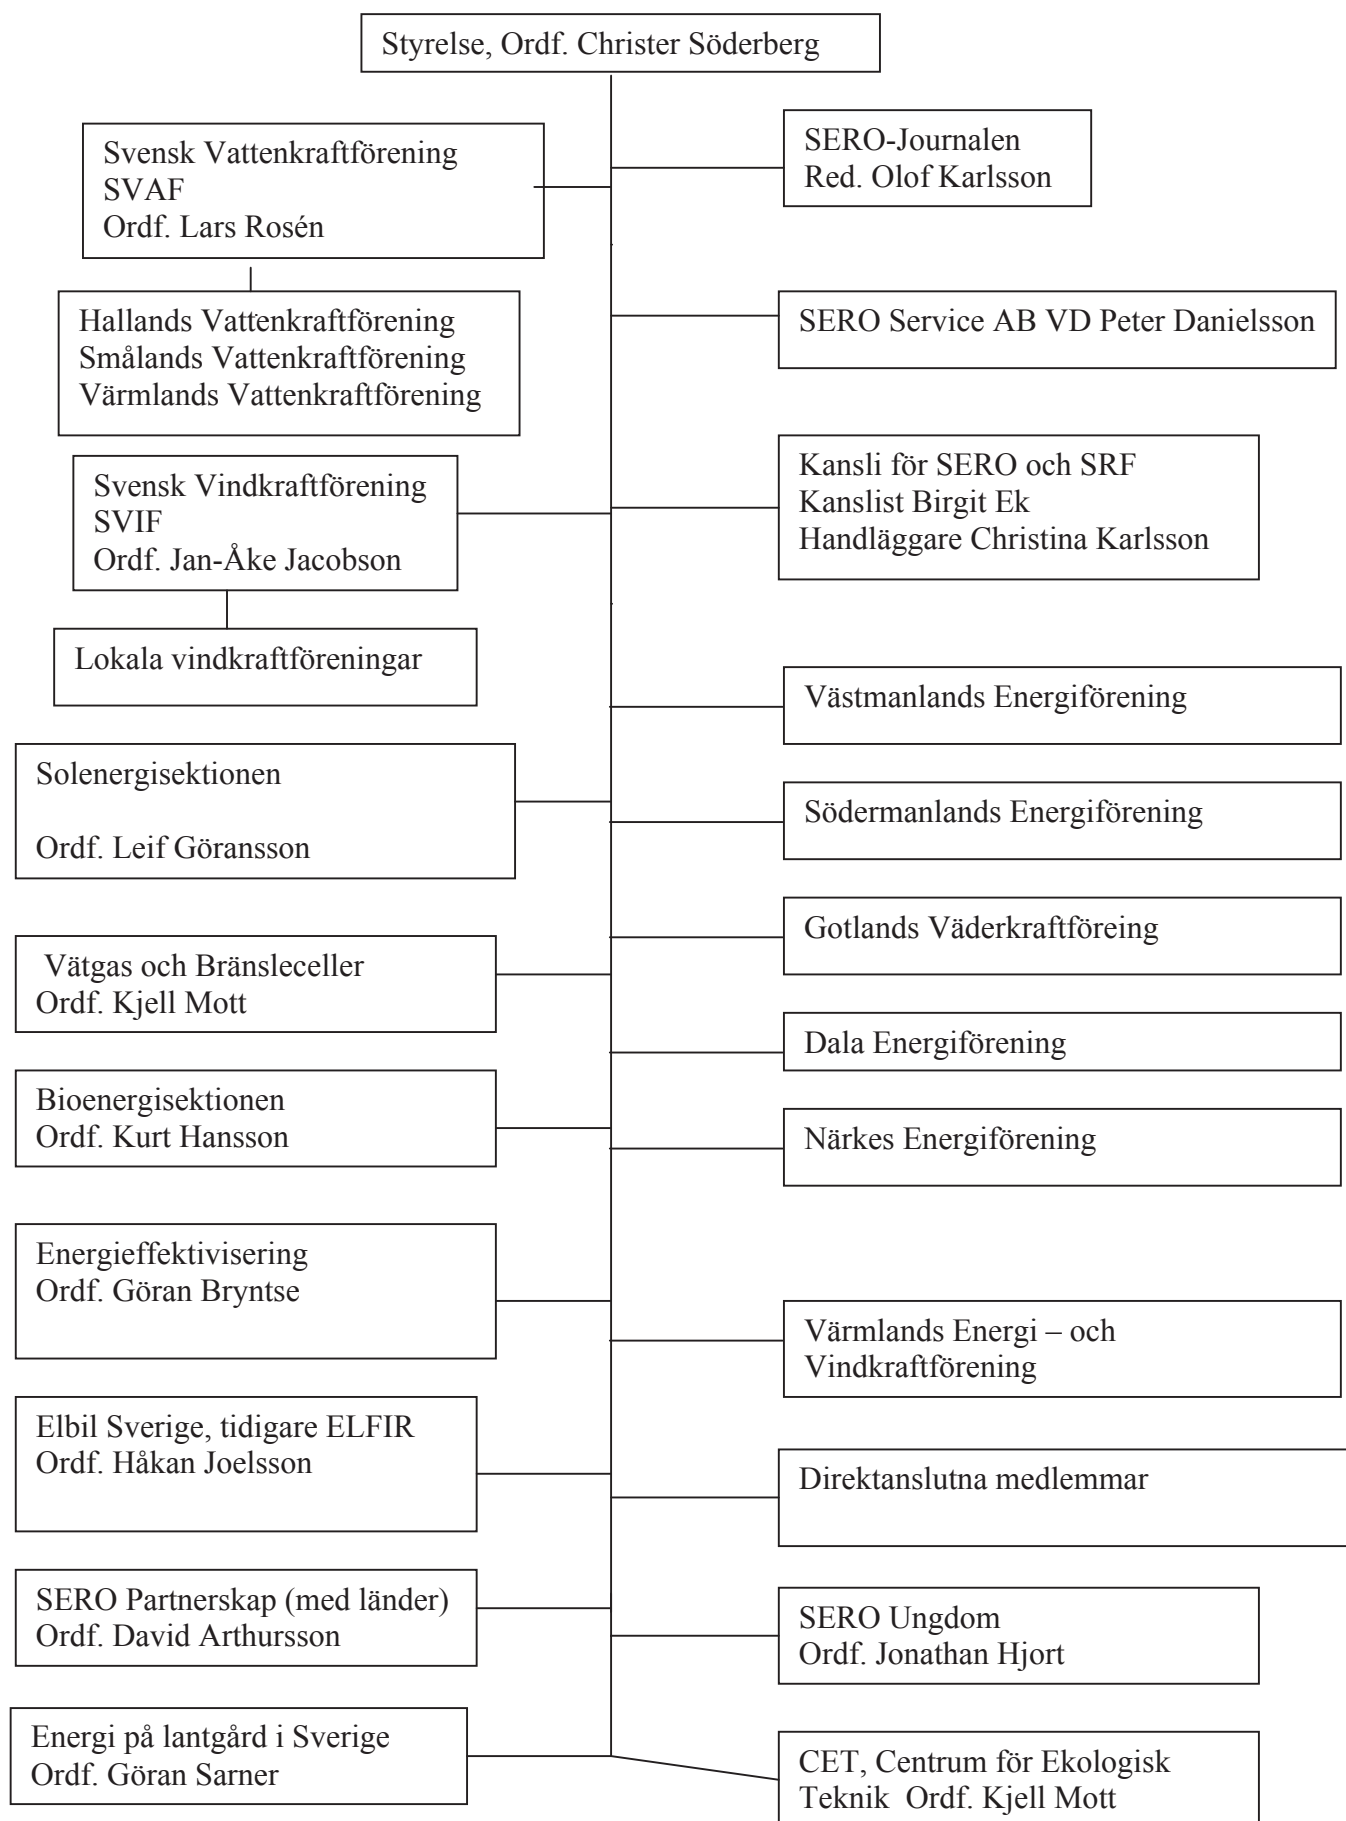 Styrelse, Ordf. Christer Söderberg
Svensk Vattenkraftförening
SVAF
Ordf. Lars Rosén
Hallands Vattenkraftförening
Smålands Vattenkraftförening
Värmlands Vattenkraftförening
Svensk Vindkraftförening
SVIF
Ordf. Jan-Åke Jacobson
Lokala vindkraftföreningar
Solenergisektionen
Ordf. Leif Göransson
Vätgas och Bränsleceller
Ordf. Kjell Mott
Bioenergisektionen
Ordf. Kurt Hansson
Energieffektivisering
Ordf. Göran Bryntse
Elbil Sverige, tidigare ELFIR
Ordf. Håkan Joelsson
SERO Partnerskap (med länder)
Ordf. David Arthursson
Energi på lantgård i Sverige
Ordf. Göran Sarner
SERO-Journalen
Red. Olof Karlsson
SERO Service AB VD Peter Danielsson
Kansli för SERO och SRF
Kanslist Birgit Ek
Handläggare Christina Karlsson
Västmanlands Energiförening
Södermanlands Energiförening
Gotlands Väderkraftföreing
Dala Energiförening
Närkes Energiförening
Värmlands Energi – och
Vindkraftförening
Direktanslutna medlemmar
SERO Ungdom
Ordf. Jonathan Hjort
CET, Centrum för Ekologisk
Teknik  Ordf. Kjell Mott